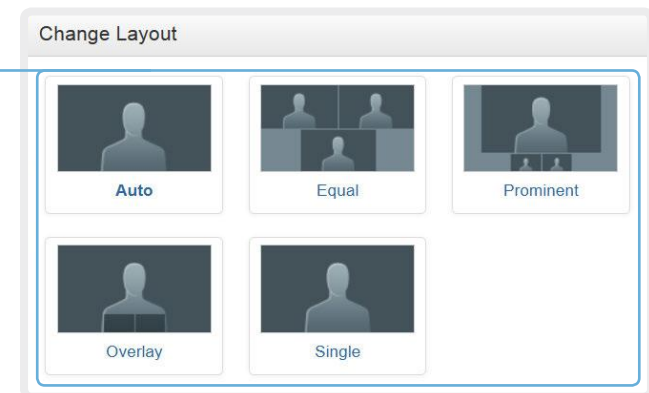 Change Layout
Auto
Equal
Prominent
Overlay
Single